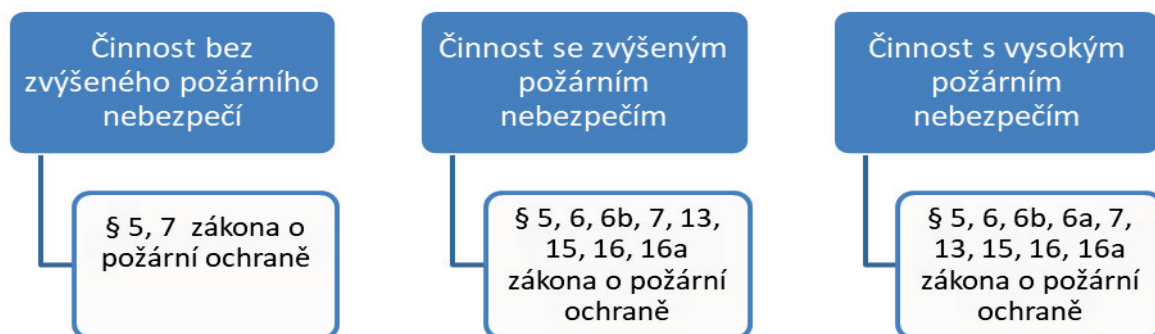 Činnost bez
zvýšeného požárního
nebezpečí
§ 5, 7 zákona o
požární ochraně
Činnost se zvýšeným
požárním
nebezpečím
§ 5, 6, 6b, 7, 13,
15, 16, 16a
zákona o požární
ochraně
Činnost s vysokým
požárním
nebezpečím
§ 5, 6, 6b, 6a, 7,
13, 15, 16, 16a
zákona o požární
ochraně